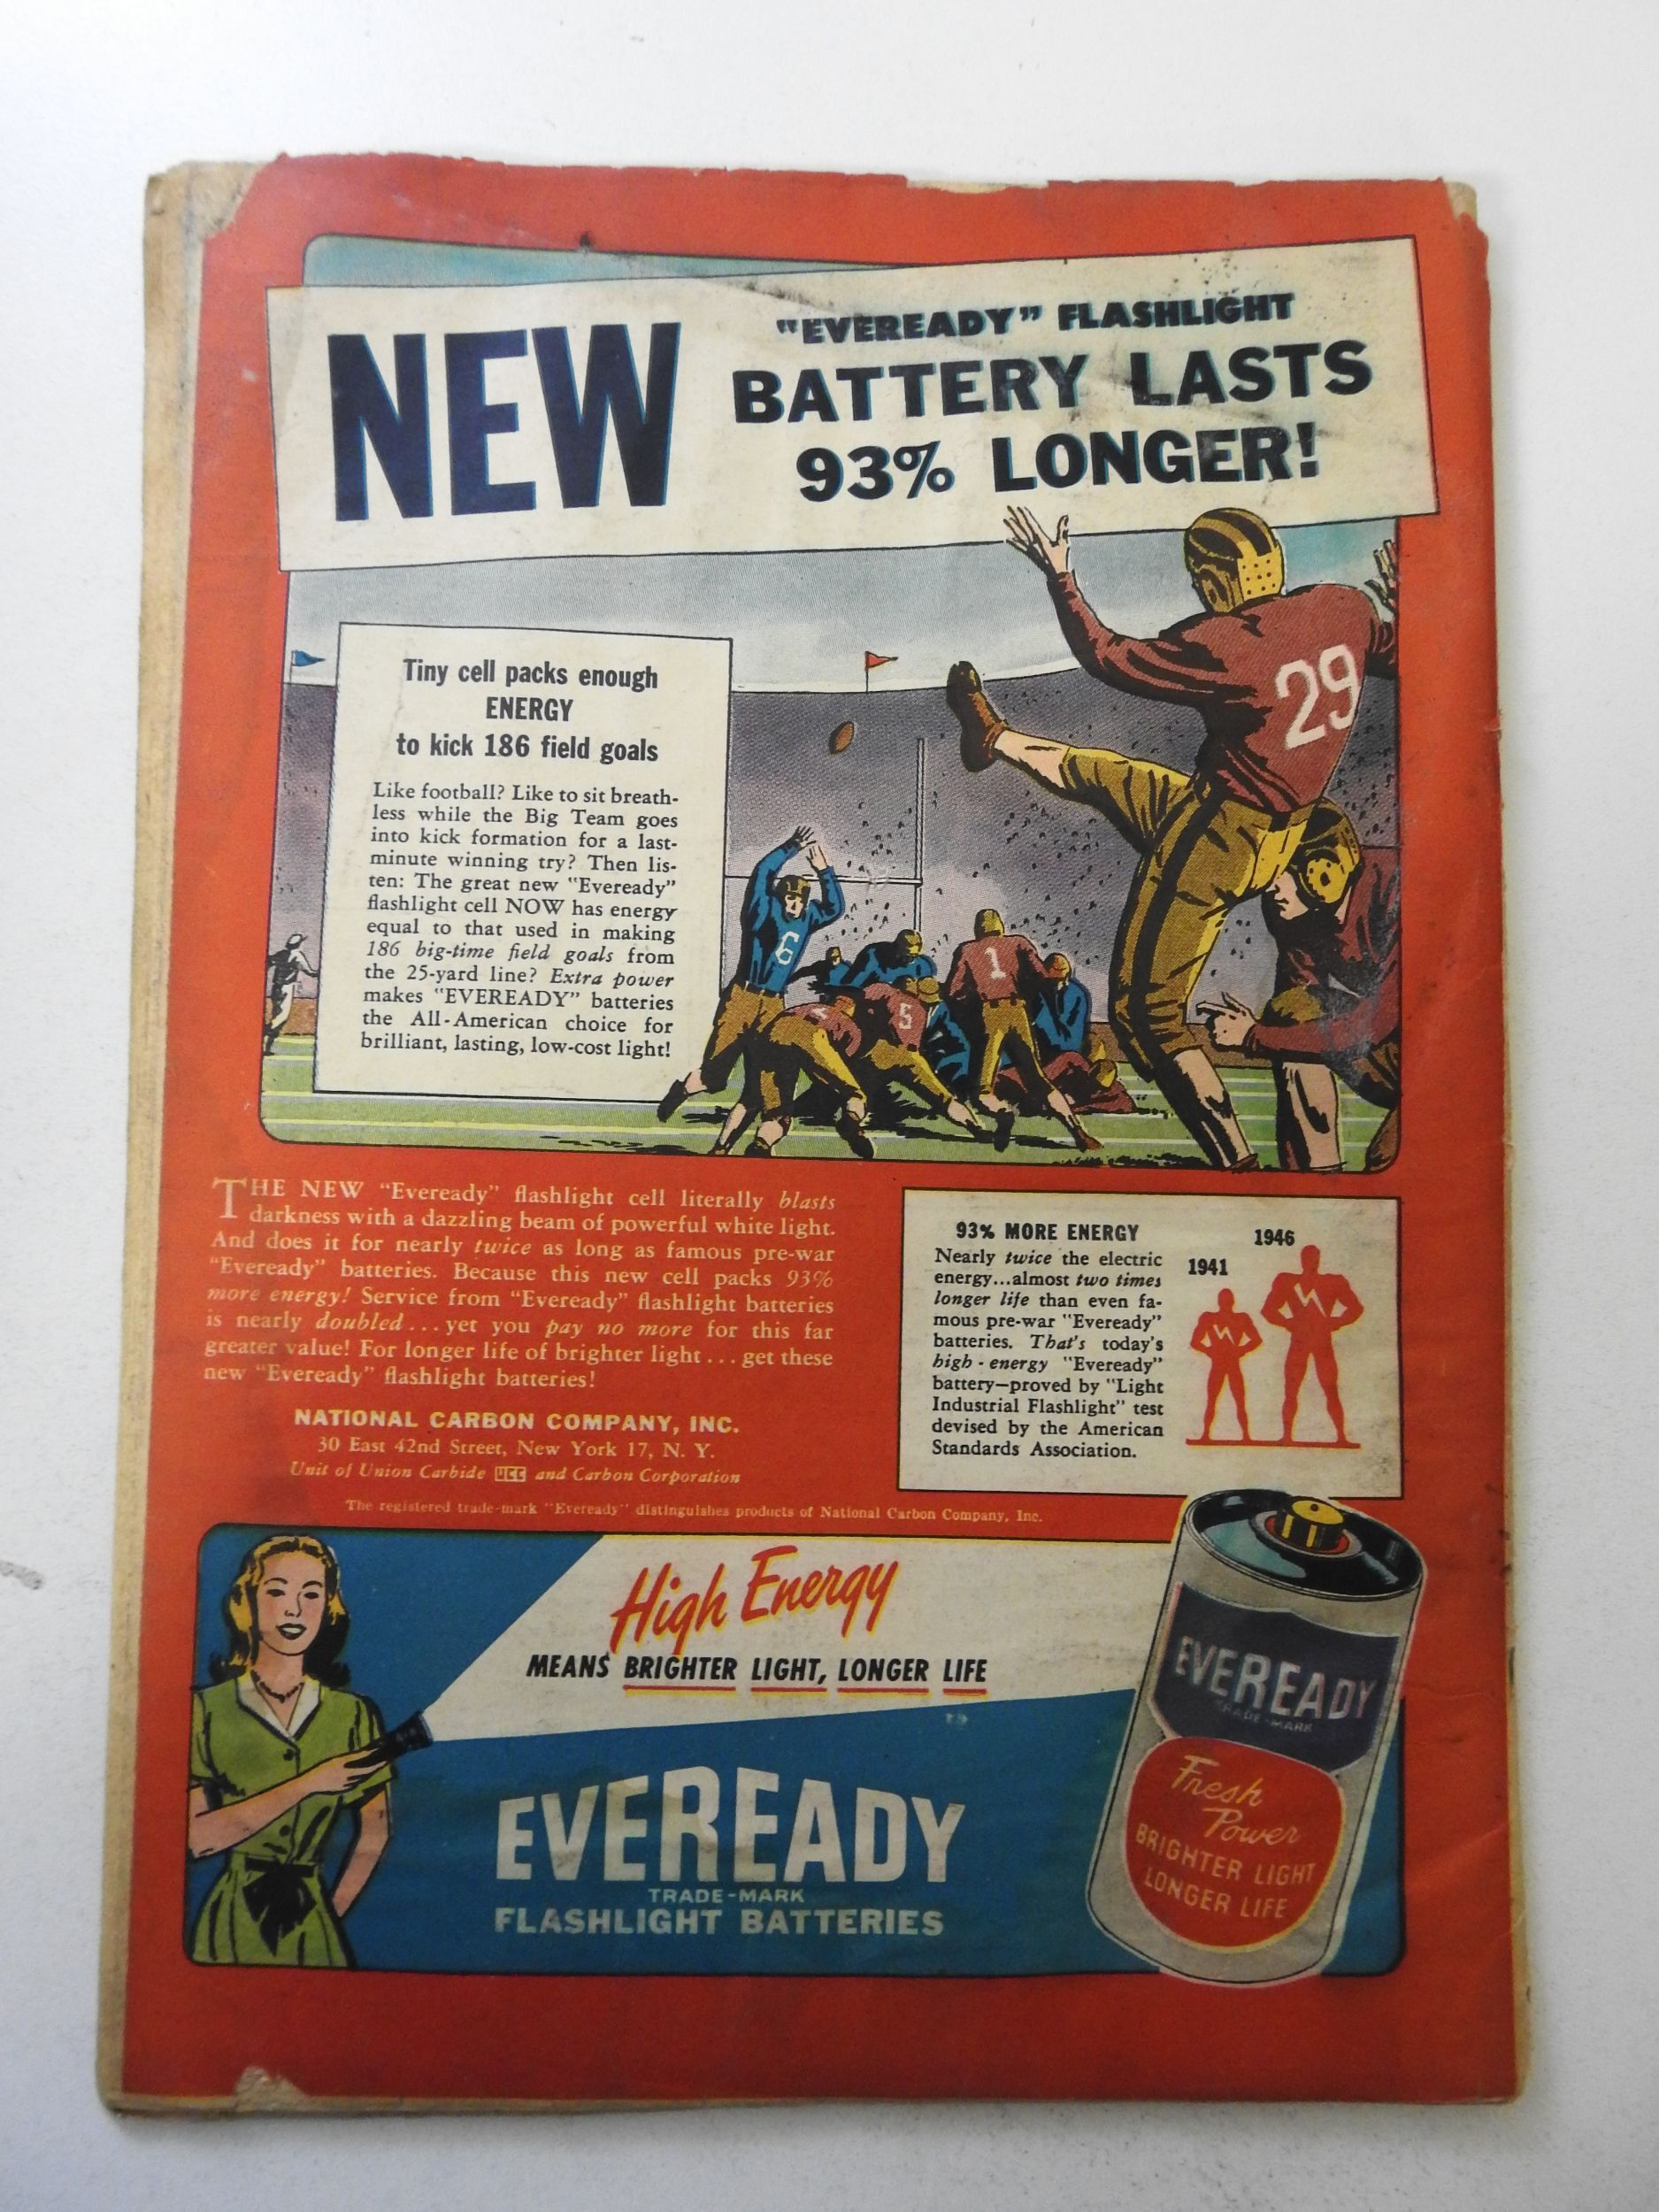 NEW
"EVEREADY" FLASHLIGHT
BATTERY LASTS
93% LONGER!
29
Tiny cell packs enough
ENERGY
to kick 186 field goals
Like football? Like to sit breath-
less while the Big Team goes
into kick formation for a last-
minute winning try? Then lis-
ten: The great new "Eveready"
flashlight cell NOW has energy
equal to that used in making
186 big-time field goals from
the 25-yard line? Extra power
makes "EVEREADY" batteries
the All-American choice for
brilliant, lasting, low-cost light!
6
1
5
THE NEW "Eveready" flashlight cell literally blasts
darkness with a dazzling beam of powerful white light.
And does it for nearly twice as long as famous pre-war
"Eveready" batteries. Because this new cell packs 93%
more energy! Service from "Eveready" flashlight batteries
is nearly doubled...yet you pay no more for this far
greater value! For longer life of brighter light...get these
new "Eveready" flashlight batteries!
NATIONAL CARBON COMPANY, INC.
30 East 42nd Street, New York 17, N. Y.
Unit of Union Carbide UCC and Carbon Corporation
The registered trade-mark "Eveready" distinguishes products of National Carbon Company, Inc.
93% MORE ENERGY
Nearly twice the electric
energy...almost two times
longer life than even fa-
mous pre-war "Eveready"
batteries. That's today's
high-energy "Eveready"
battery—proved by "Light
Industrial Flashlight" test
devised by the American
Standards Association.
1941
1946
High Energy
MEANS BRIGHTER LIGHT, LONGER LIFE
EVEREADY
TRADE-MARK
FLASHLIGHT BATTERIES
EVEREADY
TRADE-MARK
Fresh
Power
BRIGHTER LIGHT
LONGER LIFE